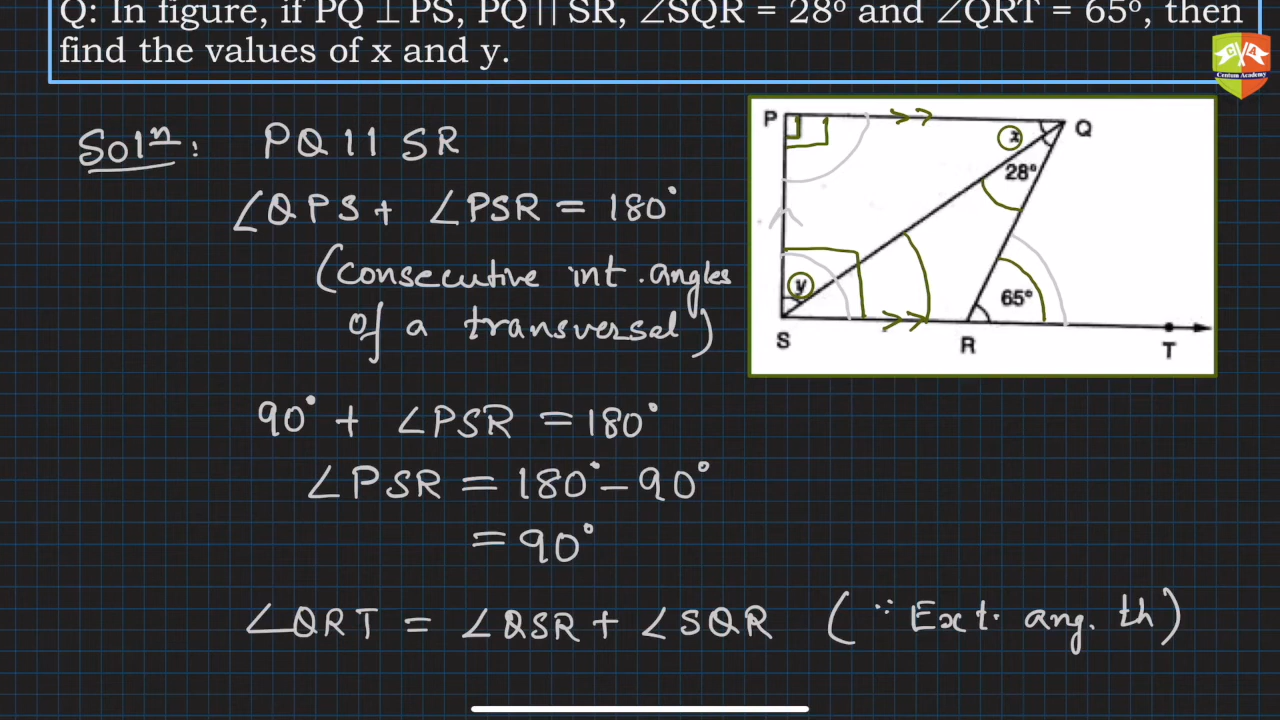 Q: In figure, if PQ ⊥ PS, PQ || SR, ∠SQR = 28° and ∠QRT = 65°, then
find the values of x and y.
C A
Centum Academy
Solⁿ: PQ || SR
∠QPS + ∠PSR = 180°
(consecutive int. angles
of a transversal)
90° + ∠PSR = 180°
∠PSR = 180° - 90°
= 90°
∠QRT = ∠QSR + ∠SQR (∵ Ext. ang. th)
P
x
Q
28°
y
65°
S
R
T